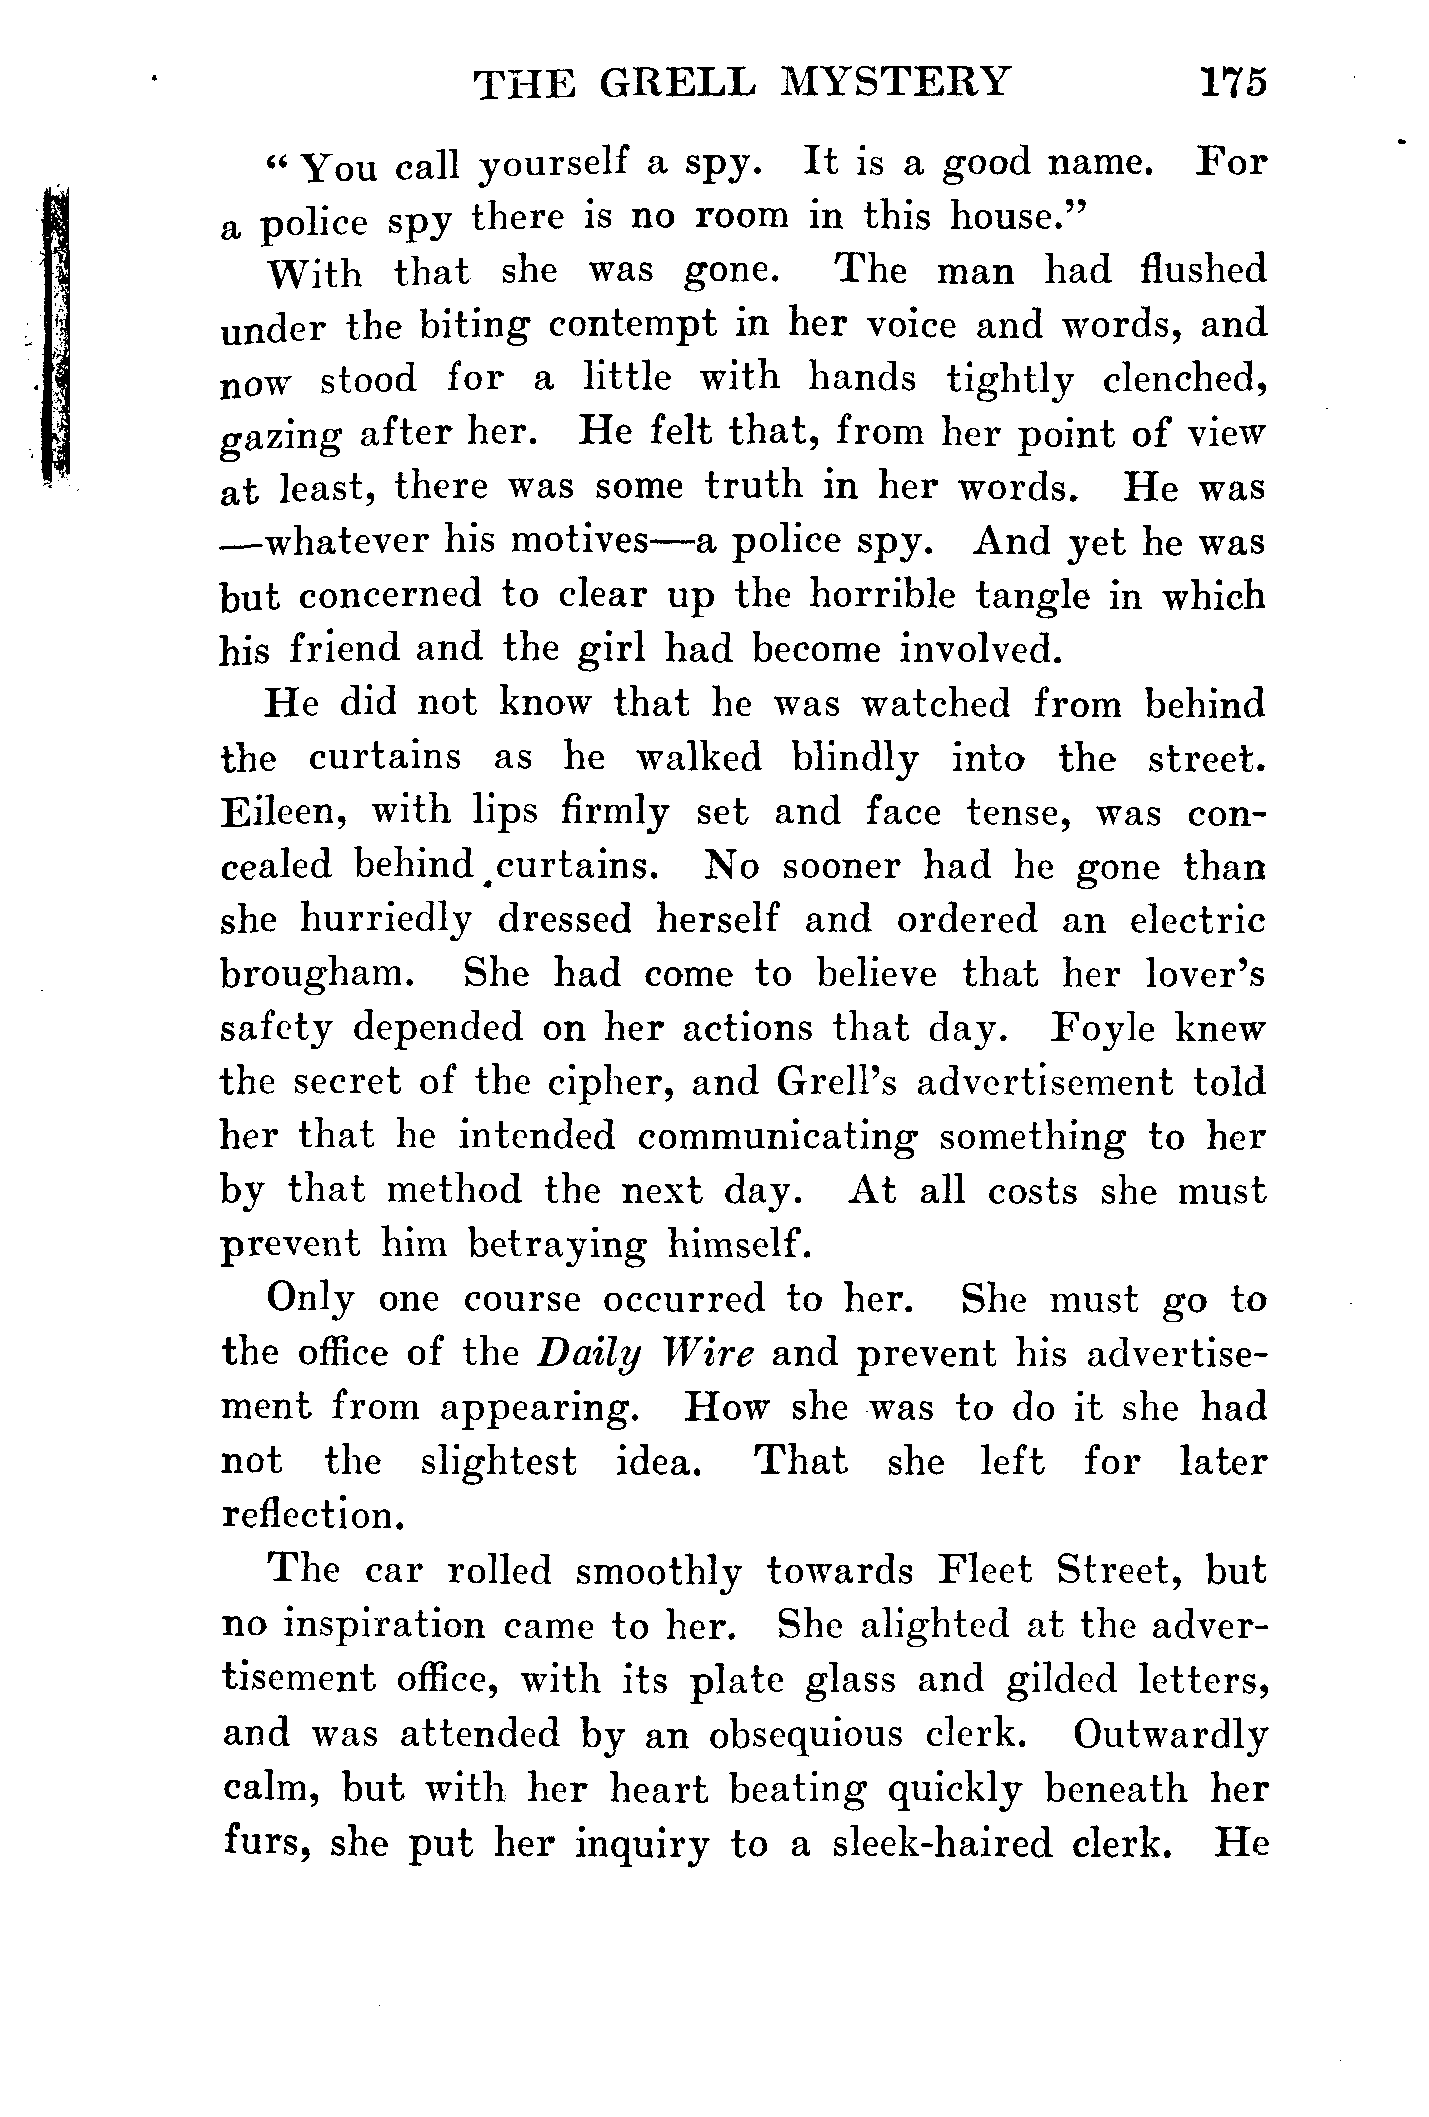 THE GRELL MYSTERY 175
“ You call yourself a spy. It is a good name. For
a police spy there is no room in this house.”
With that she was gone. The man had flushed
under the biting contempt in her voice and words, and
now stood for a little with hands tightly clenched,
gazing after her. He felt that, from her point of view
at least, there was some truth in her words. He was
—whatever his motives—a police spy. And yet he was
but concerned to clear up the horrible tangle in which
his friend and the girl had become involved.
He did not know that he was watched from behind
the curtains as he walked blindly into the street.
Eileen, with lips firmly set and face tense, was con-
cealed behind curtains. No sooner had he gone than
she hurriedly dressed herself and ordered an electric
brougham. She had come to believe that her lover’s
safety depended on her actions that day. Foyle knew
the secret of the cipher, and Grell’s advertisement told
her that he intended communicating something to her
by that method the next day. At all costs she must
prevent him betraying himself.
Only one course occurred to her. She must go to
the office of the Daily Wire and prevent his advertise-
ment from appearing. How she was to do it she had
not the slightest idea. That she left for later
reflection.
The car rolled smoothly towards Fleet Street, but
no inspiration came to her. She alighted at the adver-
tisement office, with its plate glass and gilded letters,
and was attended by an obsequious clerk. Outwardly
calm, but with her heart beating quickly beneath her
furs, she put her inquiry to a sleek-haired clerk. He